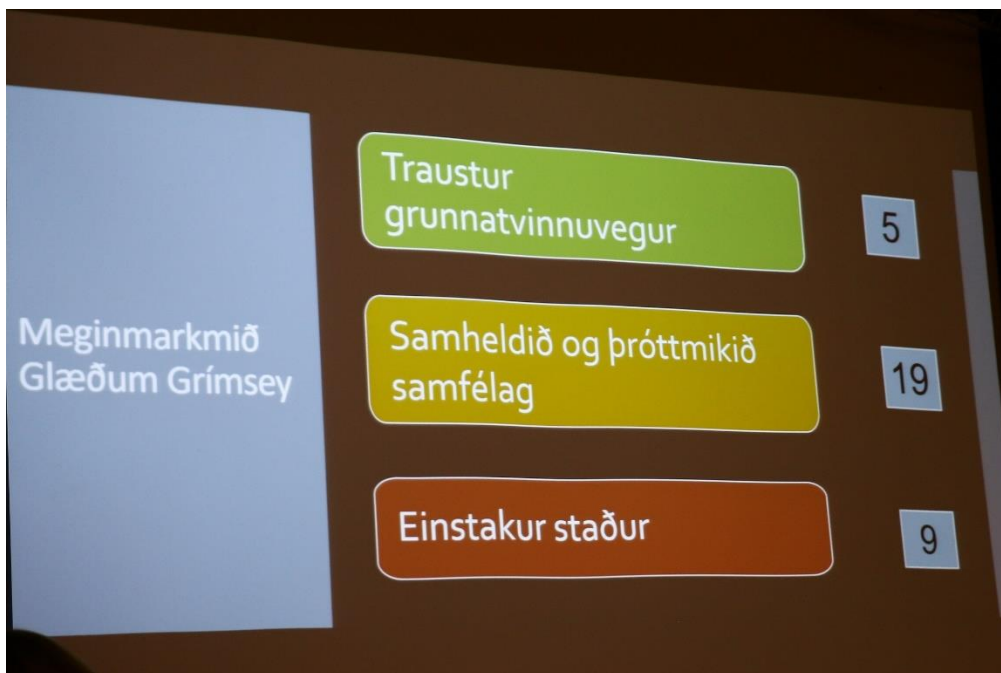 Meginmarkmið
Glæðum Grímsey
Traustur
grunnatvinnuvegur
5
Samheldið og þróttmikið
samfélag
19
Einstakur staður
9